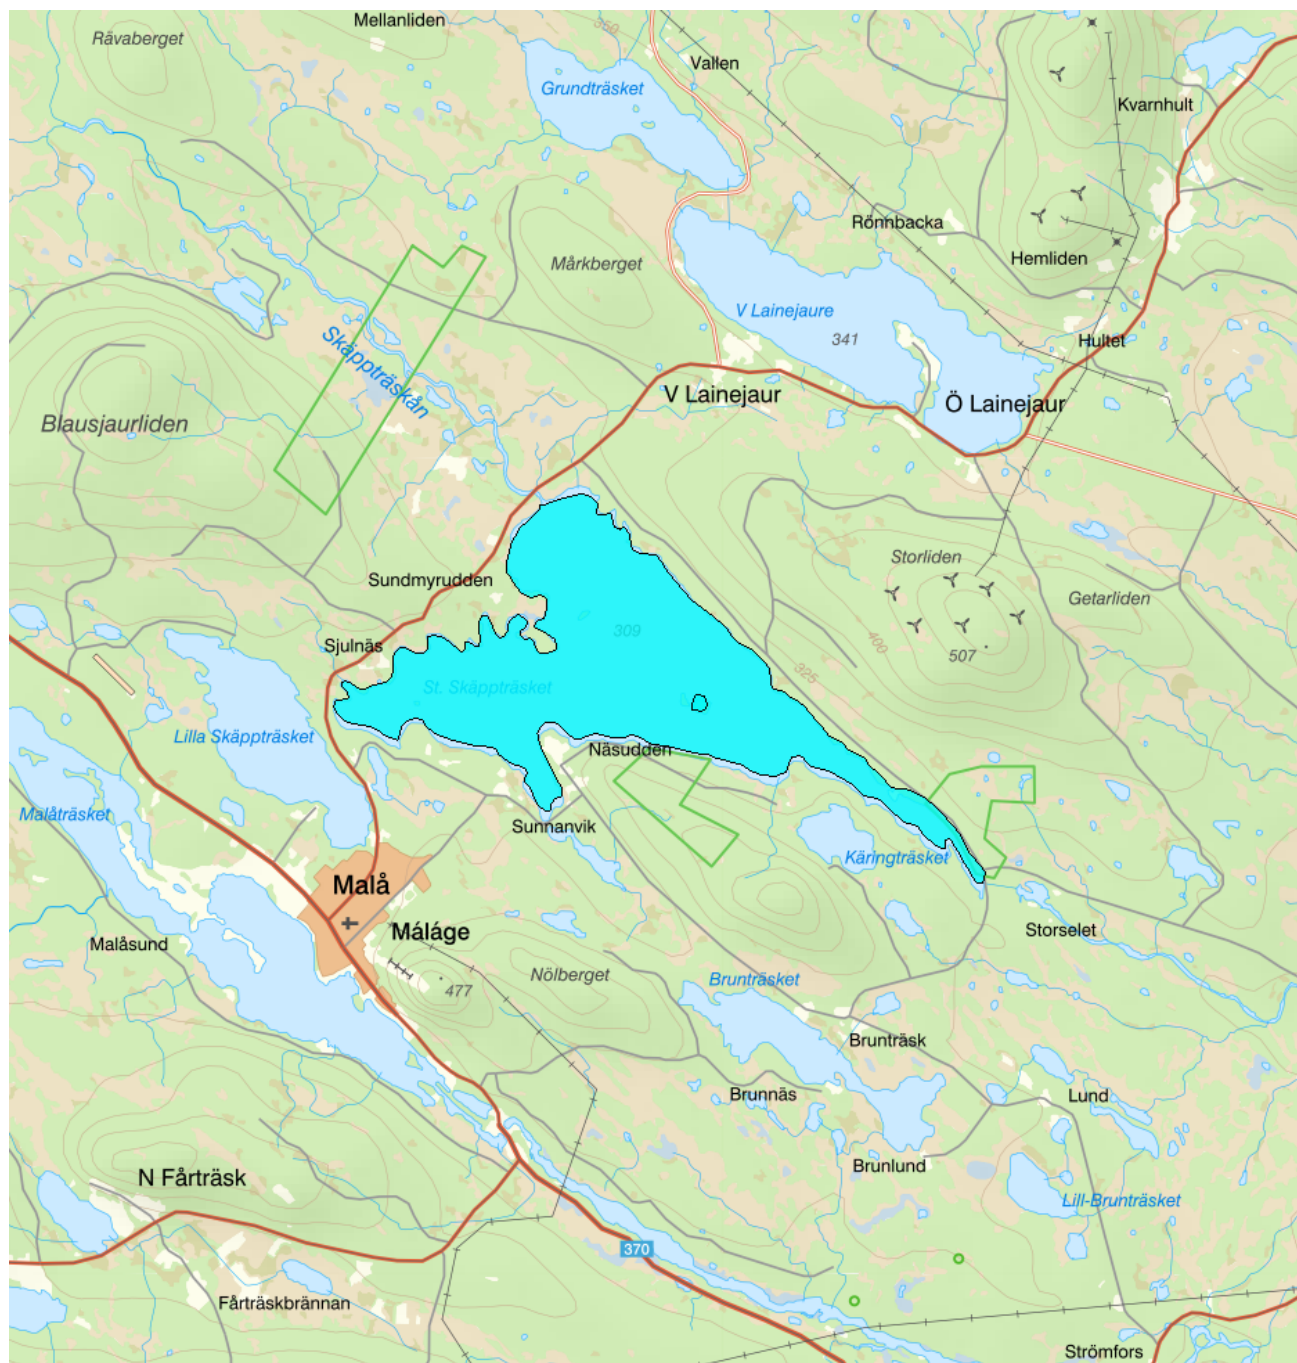 Mellanliden
350
Rävaberget
Vallen
Grundträsket
Kvarnhult
Rönnbacka
Mårkberget
Hemliden
V Lainejaure
341
Hultet
Skäppträskån
V Lainejaur
Ö Lainejaur
Blausjaurliden
Storliden
Sundmyrudden
Getarliden
309
400
Sjulnäs
507
325
St. Skäppträsket
Lilla Skäppträsket
Näsudden
Malåträsket
Sunnanvik
Käringträsket
Malå
Máláge
Storselet
Malåsund
Nölberget
Brunträsket
477
Brunträsk
Brunnäs
Lund
Brunlund
N Fårträsk
Lill-Brunträsket
370
Fårträskbrännan
Strömfors